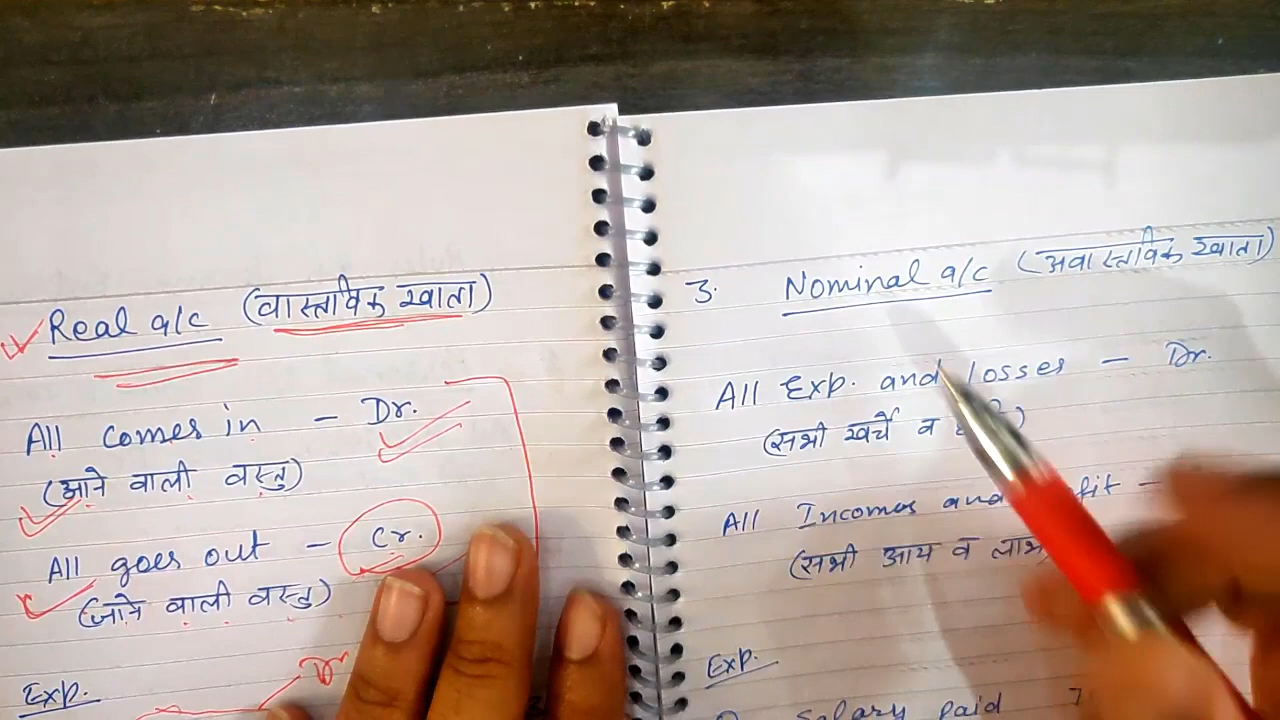 Real a/c (वास्तविक खाता)
All comes in - Dr.
(आने वाली वस्तु)
All goes out - Cr.
(जाने वाली वस्तु)
Exp.
3. Nominal a/c (अवास्तविक खाता)
All Exp. and losses - Dr.
(सभी खर्चे व
All Incomes and -
(सभी आय व लाभ
Exp.
Salary paid